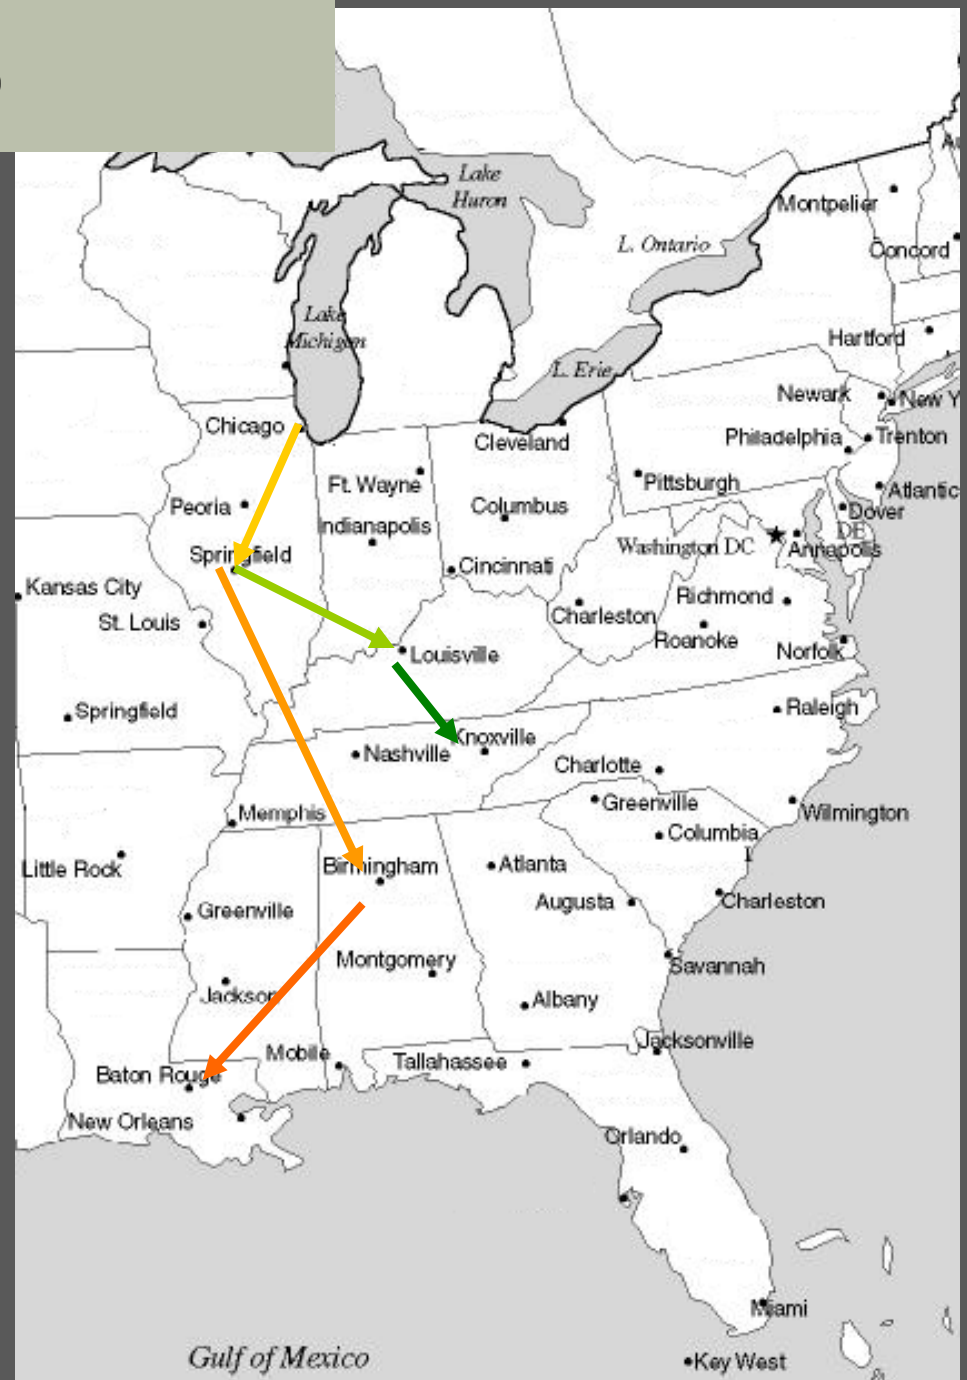 Lake
Huron
Montpelier
L. Ontario
Concord
Lake
Michigan
Hartford
L. Erie
Newark
New Y
Chicago
Cleveland
Philadelphia
Trenton
Ft. Wayne
Pittsburgh
Atlantic
Peoria
Columbus
Dover
Indianapolis
DE
Washington DC
Annapolis
Springfield
Cincinnati
Kansas City
Charleston
Richmond
St. Louis
Roanoke
Norfolk
Louisville
Springfield
Raleigh
Knoxville
Nashville
Charlotte
Greenville
Memphis
Wilmington
Columbia
Little Rock
Birmingham
Atlanta
Augusta
Charleston
Greenville
Montgomery
Savannah
Jackson
Albany
Jacksonville
Mobile
Tallahassee
Baton Rouge
New Orleans
Orlando
Miami
Gulf of Mexico
Key West